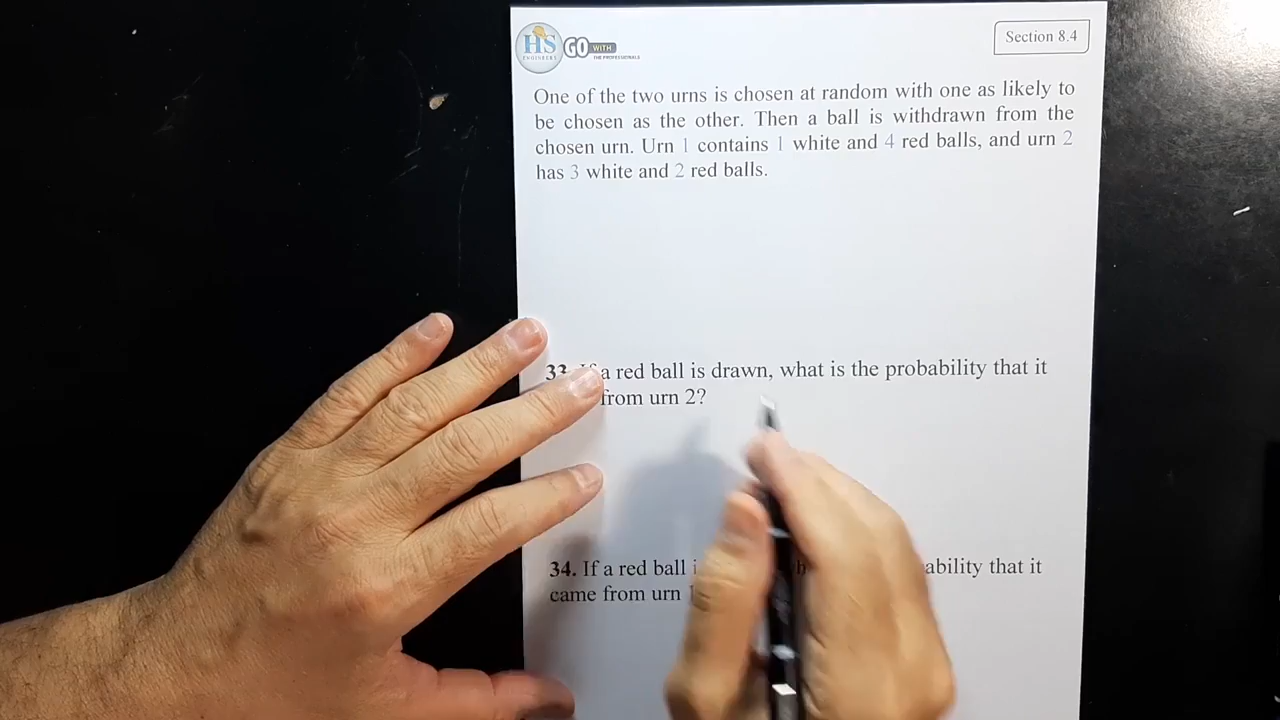 HS
ENGINEERS
GO WITH
THE PROFESSIONALS
Section 8.4
One of the two urns is chosen at random with one as likely to
be chosen as the other. Then a ball is withdrawn from the
chosen urn. Urn 1 contains 1 white and 4 red balls, and urn 2
has 3 white and 2 red balls.
33. If a red ball is drawn, what is the probability that it
from urn 2?
34. If a red ball ability that it
came from urn